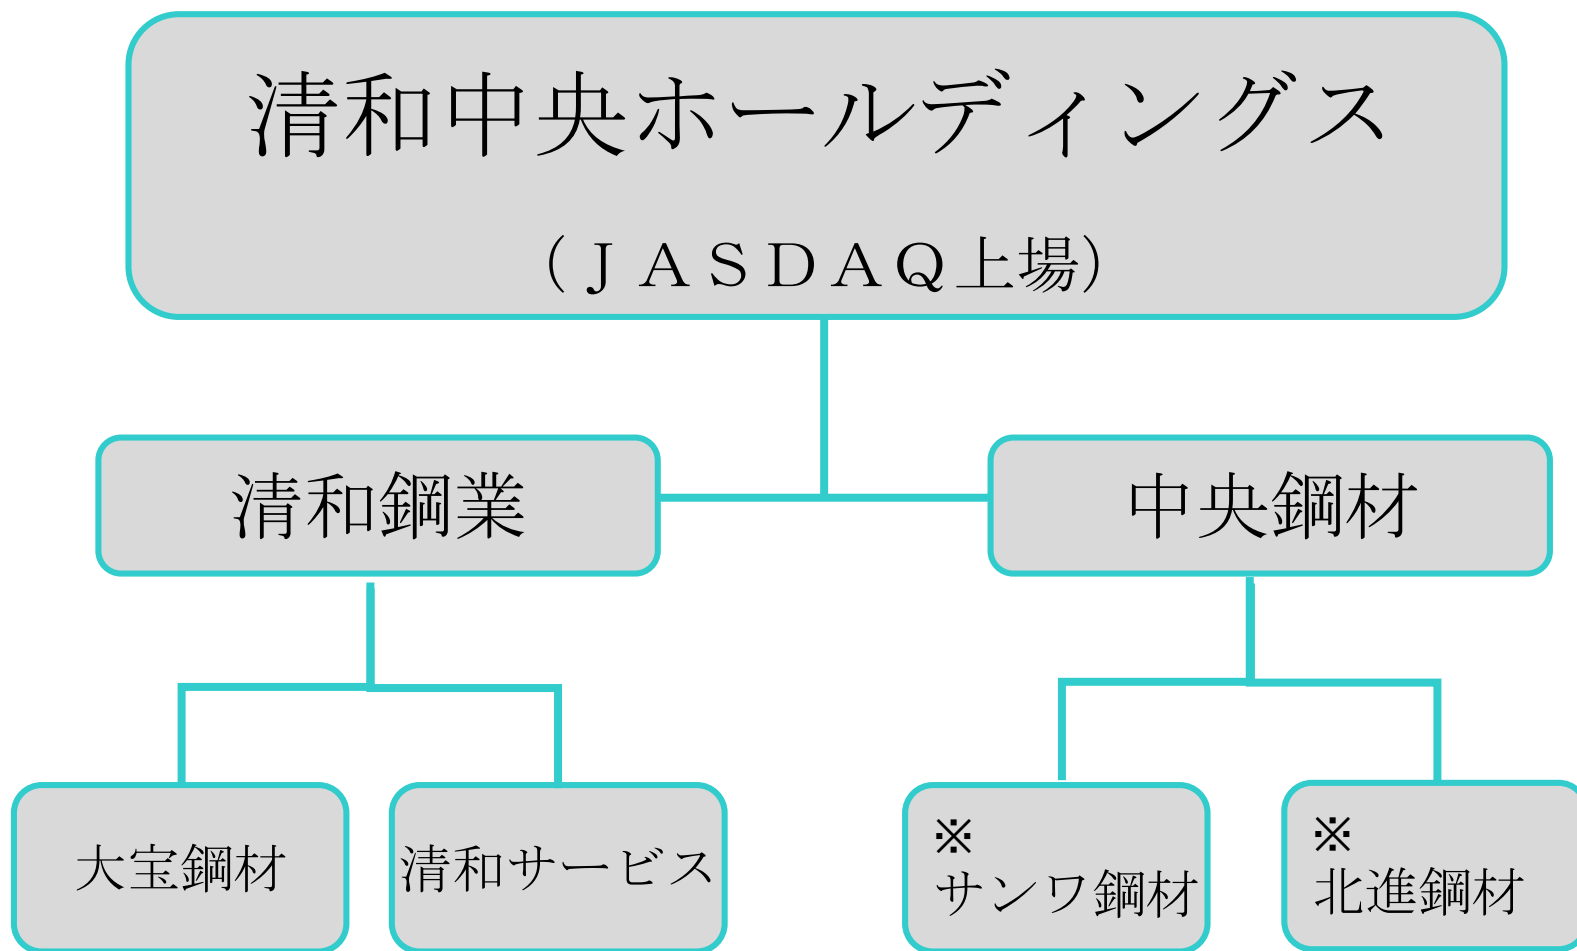 清和中央ホールディングス
（ＪＡＳＤＡＱ上場）
清和鋼業
中央鋼材
大宝鋼材
清和サービス
※
サンワ鋼材
※
北進鋼材